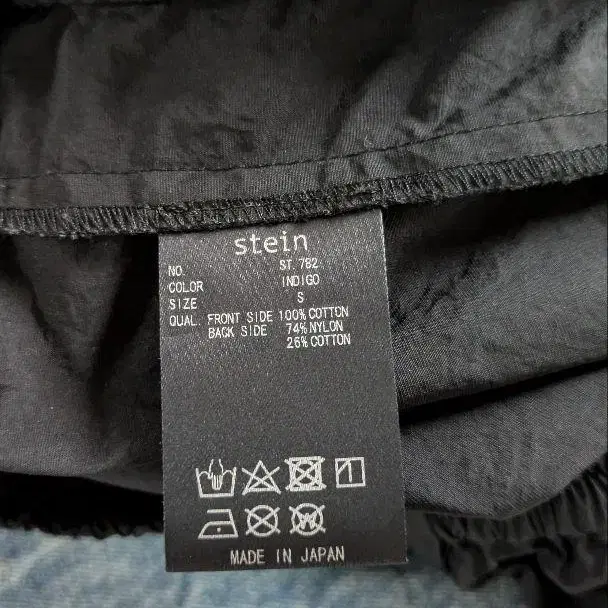 stein
NO. ST.782
COLOR INDIGO
SIZE S
QUAL. FRONT SIDE 100% COTTON
BACK SIDE 74% NYLON
26% COTTON
MADE IN JAPAN